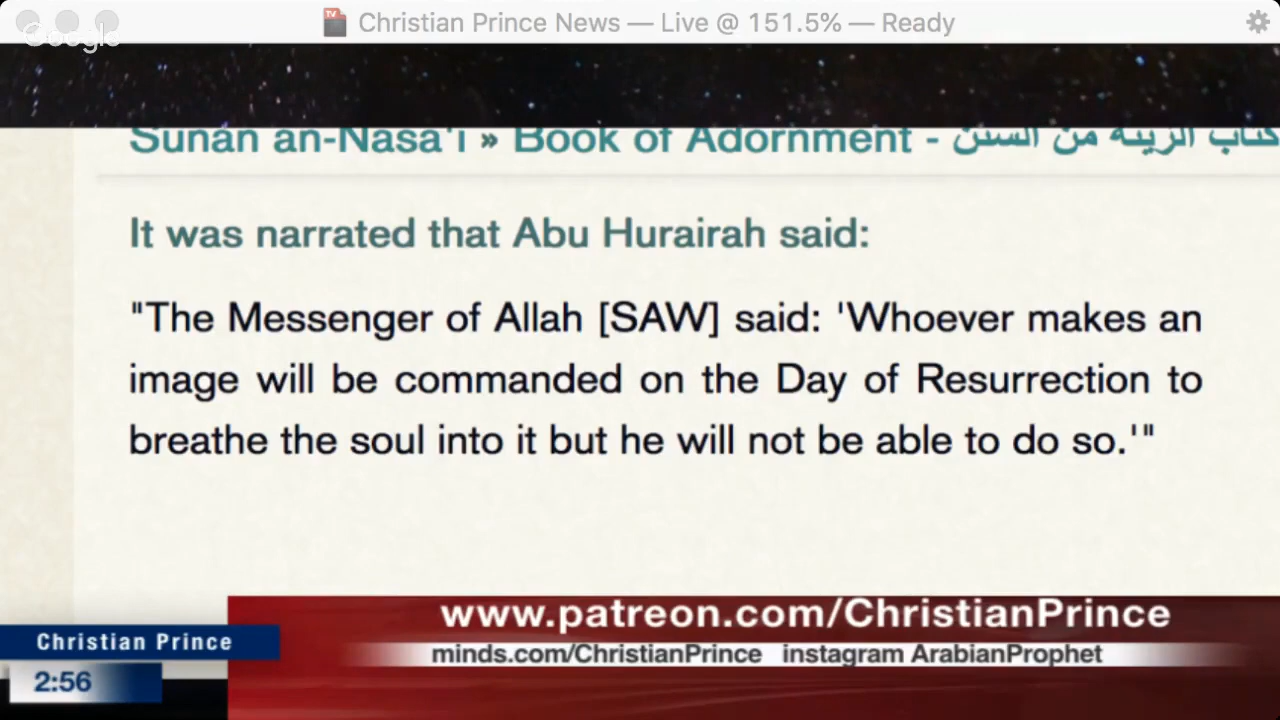 Christian Prince News — Live @ 151.5% — Ready
Google
Sunan an-Nasa'i » Book of Adornment - كتاب الزينة من السنن
It was narrated that Abu Hurairah said:
"The Messenger of Allah [SAW] said: 'Whoever makes an
image will be commanded on the Day of Resurrection to
breathe the soul into it but he will not be able to do so.'"
www.patreon.com/ChristianPrince
Christian Prince
minds.com/ChristianPrince instagram ArabianProphet
2:56